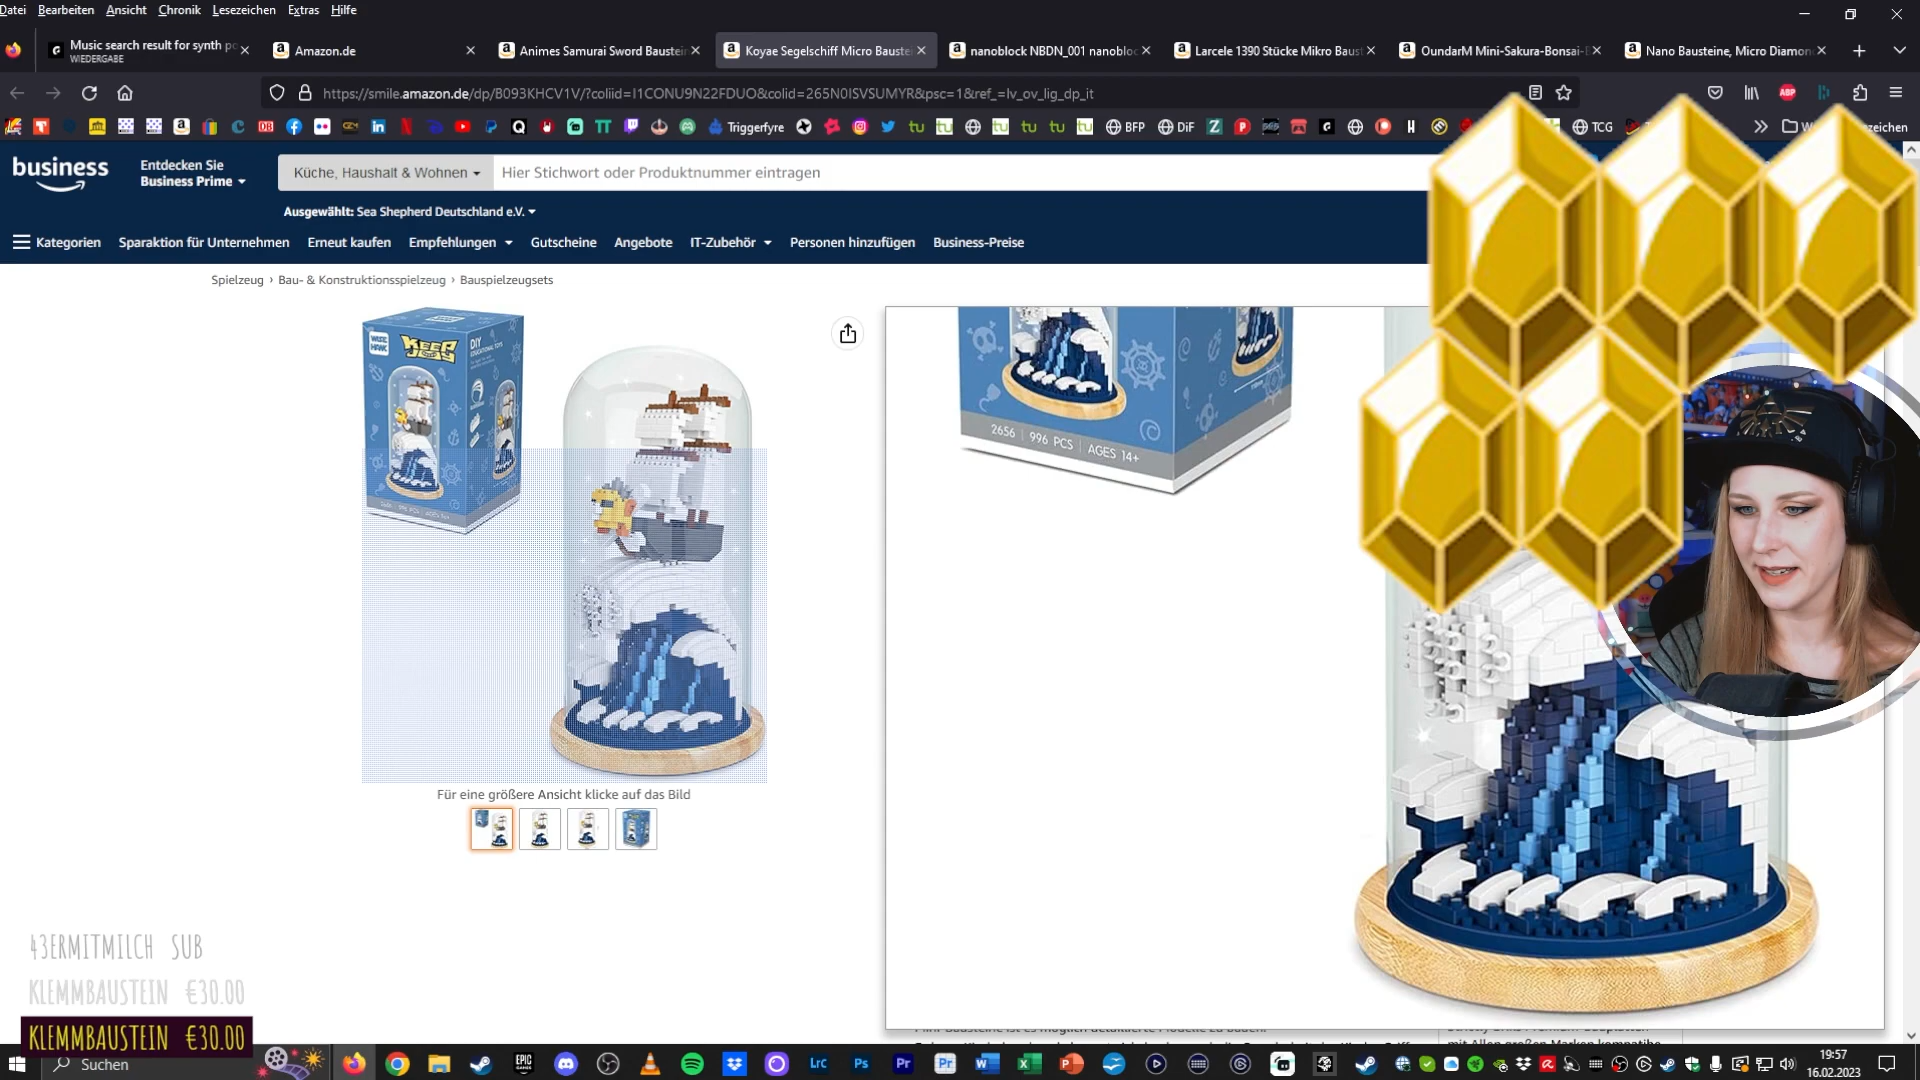 Datei Bearbeiten Ansicht Chronik Lesezeichen Extras Hilfe
Music search result for synth po
WIEDERGABE
Amazon.de
Animes Samurai Sword Baustein
Koyae Segelschiff Micro Baustei
nanoblock NBDN_001 nanobloc
Larcele 1390 Stücke Mikro Baust
OundarM Mini-Sakura-Bonsai-
Nano Bausteine, Micro Diamon
https://smile.amazon.de/dp/B093KHCV1V/?coliid=I1CONU9N22FDUO&colid=265N0ISVSUMYR&psc=1&ref_=lv_ov_lig_dp_it
Triggerfyre
BFP
DiF
TCG
business
Entdecken Sie
Business Prime
Küche, Haushalt & Wohnen
Hier Stichwort oder Produktnummer eintragen
Ausgewählt: Sea Shepherd Deutschland e.V.
Kategorien Sparaktion für Unternehmen Erneut kaufen Empfehlungen Gutscheine Angebote IT-Zubehör Personen hinzufügen Business-Preise
Spielzeug › Bau- & Konstruktionsspielzeug › Bauspielzeugsets
KEEP
DIY
2656 | 996 PCS | AGES 14+
Für eine größere Ansicht klicke auf das Bild
43ERMITMILCH SUB
KLEMMBAUSTEIN €30.00
KLEMMBAUSTEIN €30.00
Suchen
19:57
16.02.2023